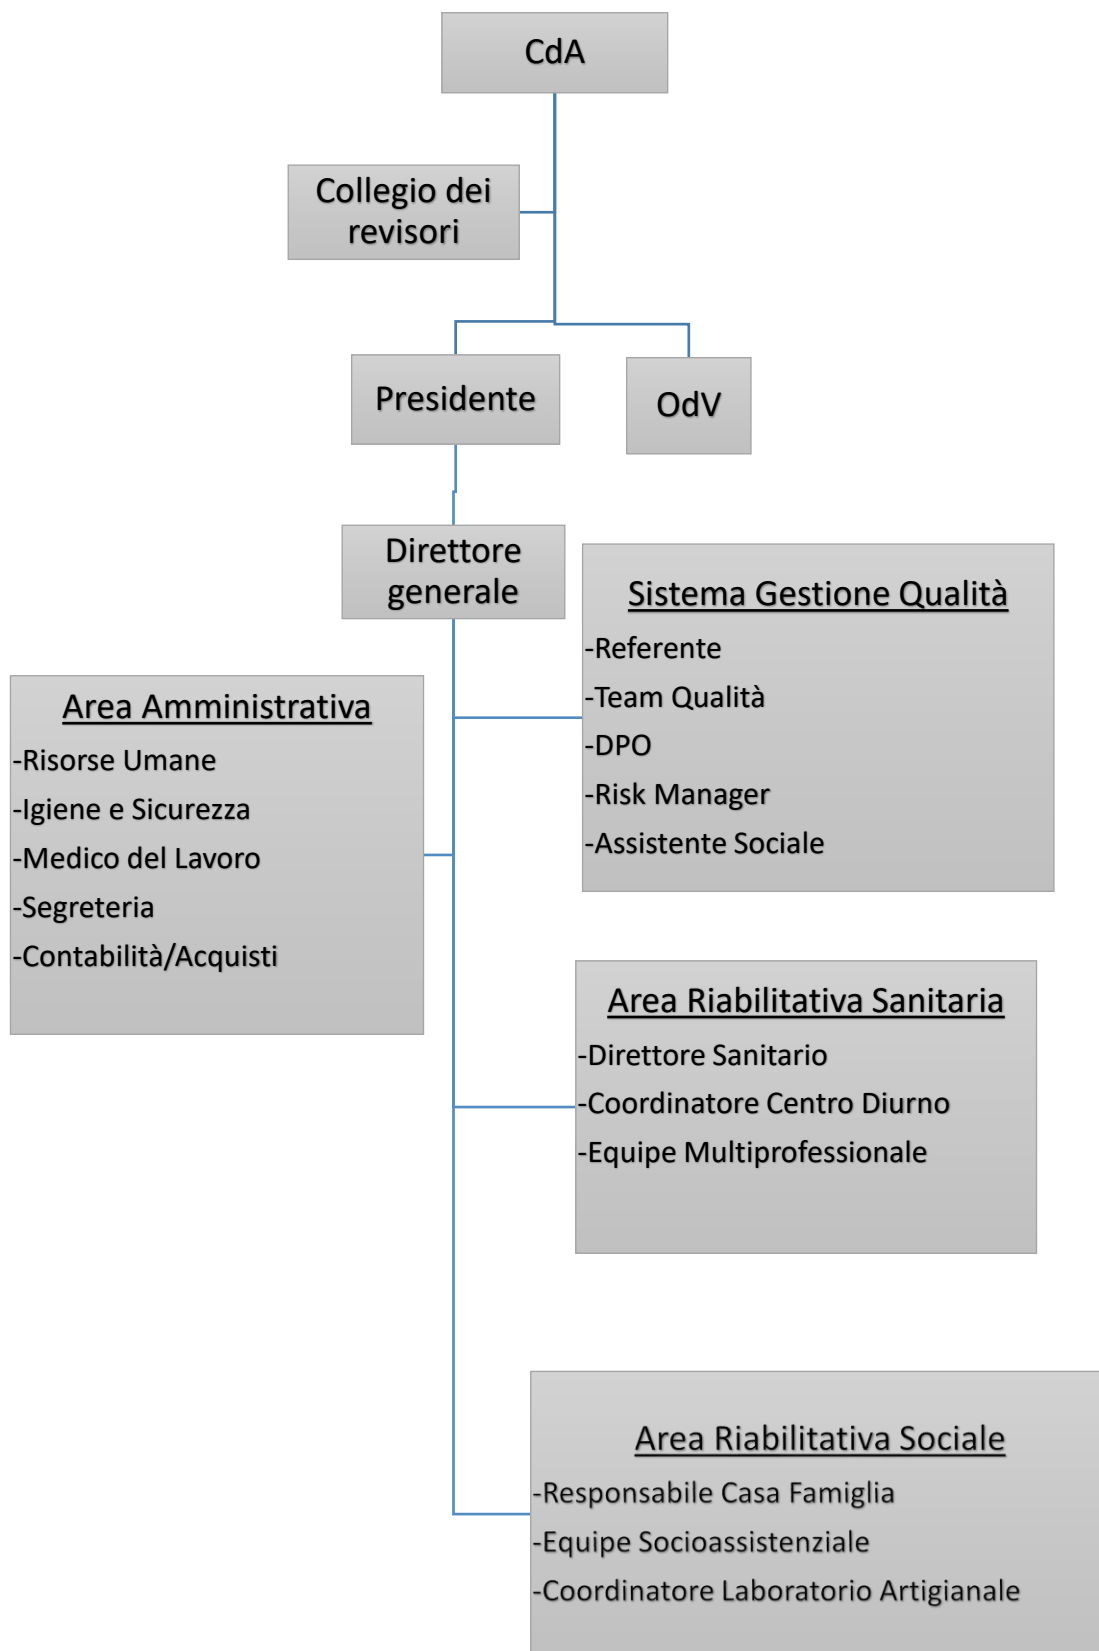 CdA
Collegio dei
revisori
Presidente
OdV
Direttore
generale
Sistema Gestione Qualità
-Referente
-Team Qualità
-DPO
-Risk Manager
-Assistente Sociale
Area Amministrativa
-Risorse Umane
-Igiene e Sicurezza
-Medico del Lavoro
-Segreteria
-Contabilità/Acquisti
Area Riabilitativa Sanitaria
-Direttore Sanitario
-Coordinatore Centro Diurno
-Equipe Multiprofessionale
Area Riabilitativa Sociale
-Responsabile Casa Famiglia
-Equipe Socioassistenziale
-Coordinatore Laboratorio Artigianale